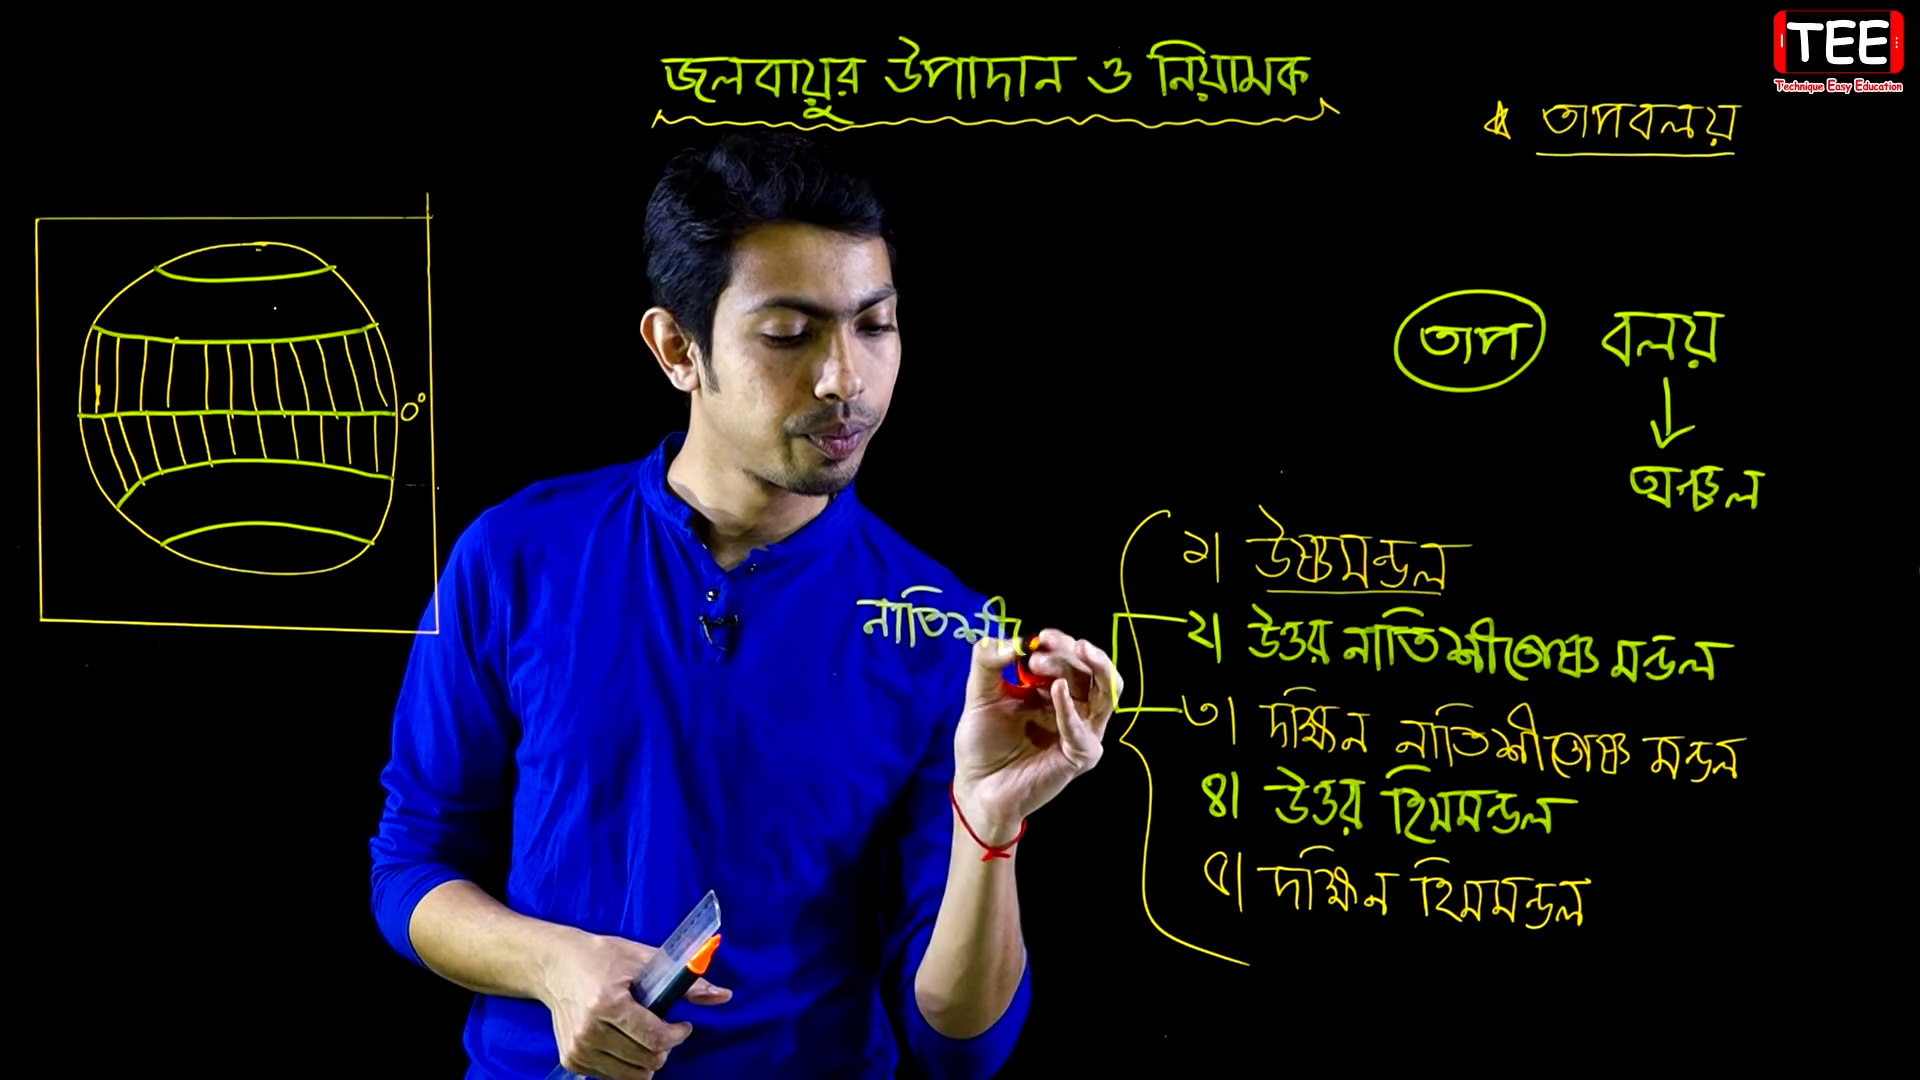 জলবায়ুর উপাদান ও নিয়ামক
TEE
Technique Easy Education
তাপবলয়
তাপ বলয়
অঞ্চল
0°
১। উষ্ণমন্ডল
২। উত্তর নাতিশীতোষ্ণ মন্ডল
৩। দক্ষিন নাতিশীতোষ্ণ মন্ডল
৪। উত্তর হিমমন্ডল
৫। দক্ষিন হিমমন্ডল
নাতিশী